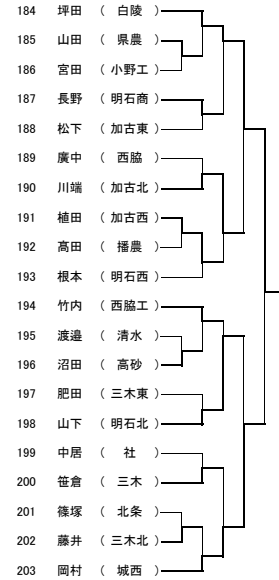 184 坪田 （ 白陵 ）
185 山田 （ 県農 ）
186 宮田 （ 小野工 ）
187 長野 （ 明石商 ）
188 松下 （ 加古東 ）
189 廣中 （ 西脇 ）
190 川端 （ 加古北 ）
191 植田 （ 加古西 ）
192 高田 （ 播農 ）
193 根本 （ 明石西 ）
194 竹内 （ 西脇工 ）
195 渡邉 （ 清水 ）
196 沼田 （ 高砂 ）
197 肥田 （ 三木東 ）
198 山下 （ 明石北 ）
199 中居 （ 社 ）
200 笹倉 （ 三木 ）
201 篠塚 （ 北条 ）
202 藤井 （ 三木北 ）
203 岡村 （ 城西 ）